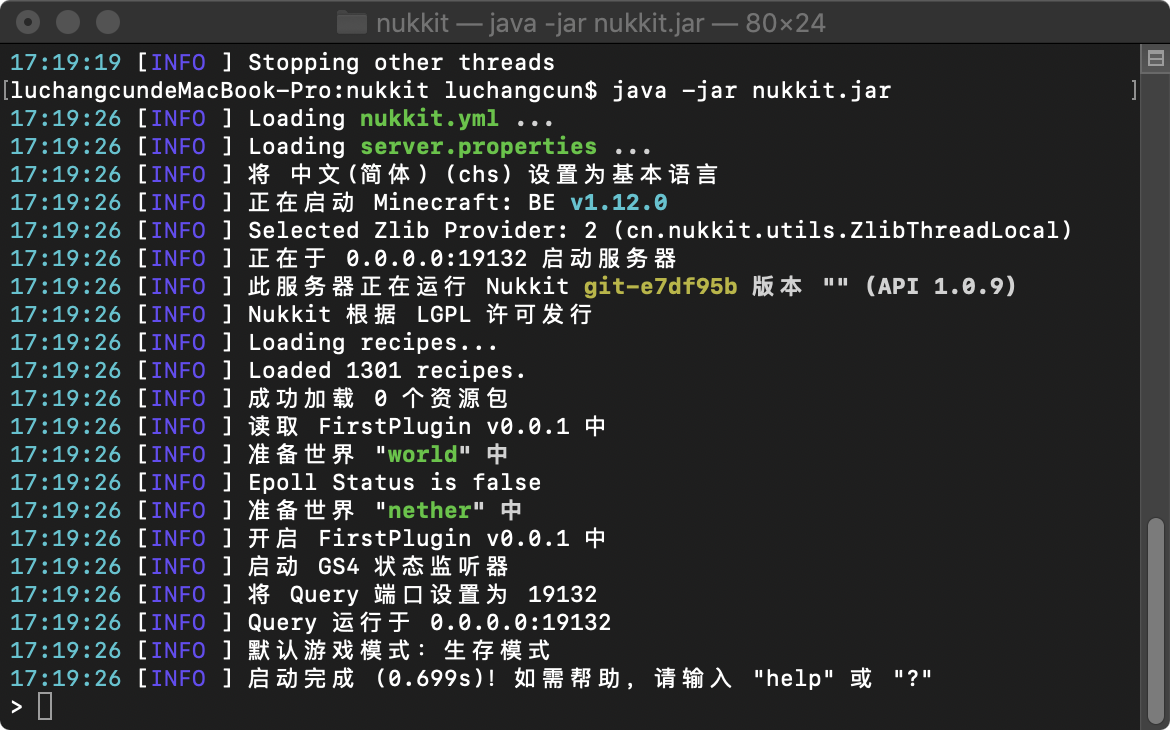 nukkit — java -jar nukkit.jar — 80×24
17:19:19 [INFO ] Stopping other threads
[luchangcundeMacBook-Pro:nukkit luchangcun$ java -jar nukkit.jar ]
17:19:26 [INFO ] Loading nukkit.yml ...
17:19:26 [INFO ] Loading server.properties ...
17:19:26 [INFO ] 将 中文(简体) (chs) 设置为基本语言
17:19:26 [INFO ] 正在启动 Minecraft: BE v1.12.0
17:19:26 [INFO ] Selected Zlib Provider: 2 (cn.nukkit.utils.ZlibThreadLocal)
17:19:26 [INFO ] 正在于 0.0.0.0:19132 启动服务器
17:19:26 [INFO ] 此服务器正在运行 Nukkit git-e7df95b 版本 "" (API 1.0.9)
17:19:26 [INFO ] Nukkit 根据 LGPL 许可发行
17:19:26 [INFO ] Loading recipes...
17:19:26 [INFO ] Loaded 1301 recipes.
17:19:26 [INFO ] 成功加载 0 个资源包
17:19:26 [INFO ] 读取 FirstPlugin v0.0.1 中
17:19:26 [INFO ] 准备世界 "world" 中
17:19:26 [INFO ] Epoll Status is false
17:19:26 [INFO ] 准备世界 "nether" 中
17:19:26 [INFO ] 开启 FirstPlugin v0.0.1 中
17:19:26 [INFO ] 启动 GS4 状态监听器
17:19:26 [INFO ] 将 Query 端口设置为 19132
17:19:26 [INFO ] Query 运行于 0.0.0.0:19132
17:19:26 [INFO ] 默认游戏模式：生存模式
17:19:26 [INFO ] 启动完成 (0.699s)! 如需帮助, 请输入 "help" 或 "?"
>